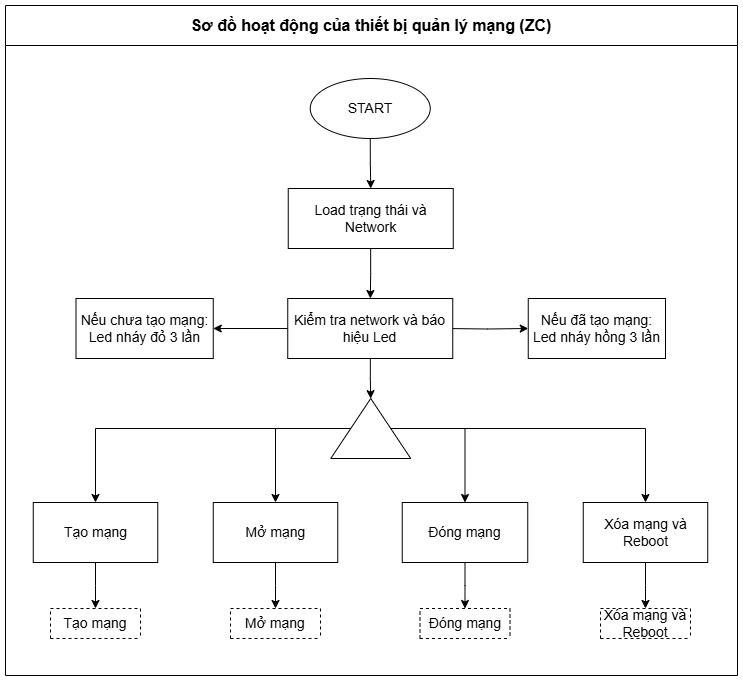 Sơ đồ hoạt động của thiết bị quản lý mạng (ZC)
START
Load trạng thái và
Network
Nếu chưa tạo mạng:
Led nháy đỏ 3 lần
Kiểm tra network và báo
hiệu Led
Nếu đã tạo mạng:
Led nháy hồng 3 lần
Tạo mạng
Mở mạng
Đóng mạng
Xóa mạng và
Reboot
Tạo mạng
Mở mạng
Đóng mạng
Xóa mạng và
Reboot